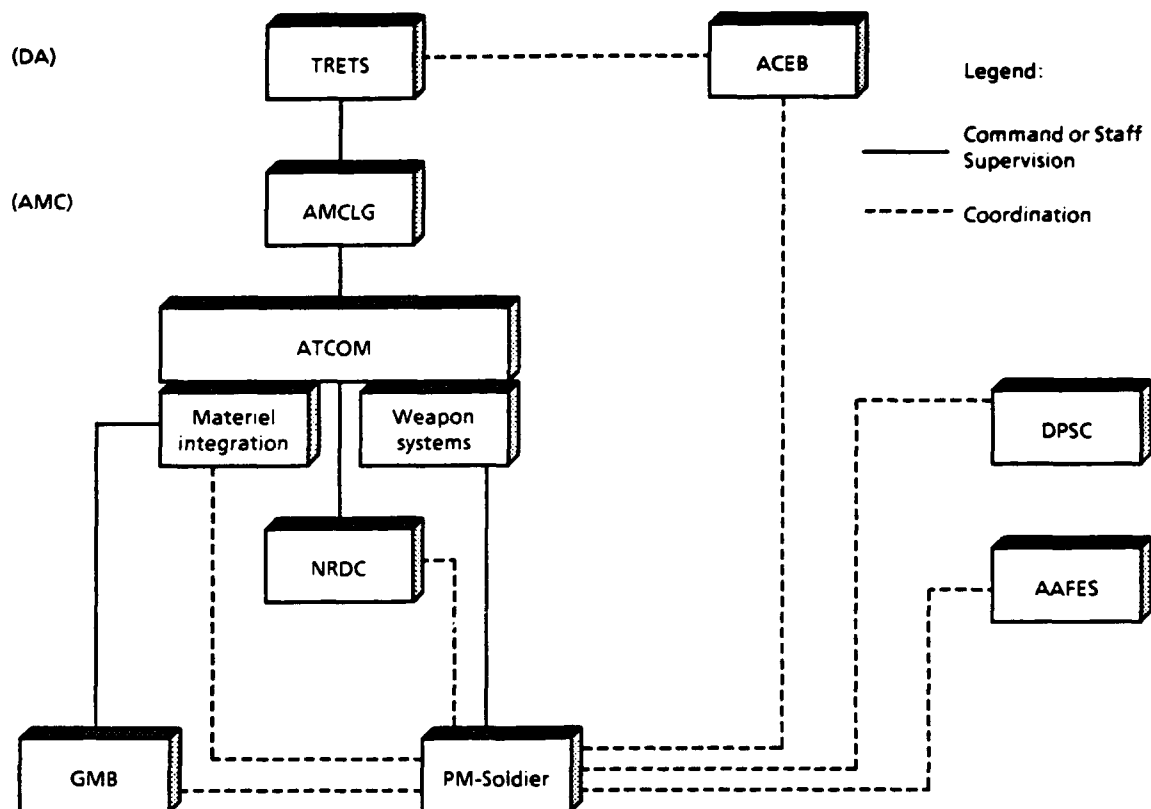 (DA)
TRETS
ACEB
Legend:
Command or Staff
Supervision
(AMC)
AMCLG
Coordination
ATCOM
Materiel
integration
Weapon
systems
DPSC
NRDC
AAFES
GMB
PM-Soldier